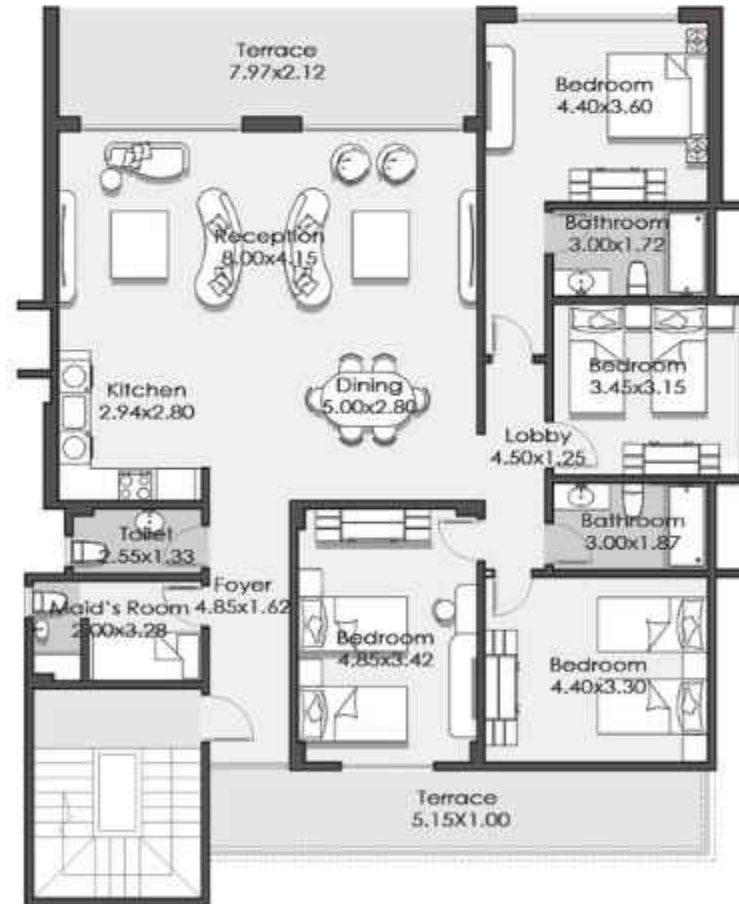 Terrace
7.97x2.12
Bedroom
4.40x3.60
Reception
8.00x4.15
Bathroom
3.00x1.72
Kitchen
2.94x2.80
Dining
5.00x2.80
Bedroom
3.45x3.15
Lobby
4.50x1.25
Toilet
2.55x1.33
Bathroom
3.00x1.87
Maid's Room
2.00x3.28
Foyer
4.85x1.62
Bedroom
4.85x3.42
Bedroom
4.40x3.30
Terrace
5.15X1.00